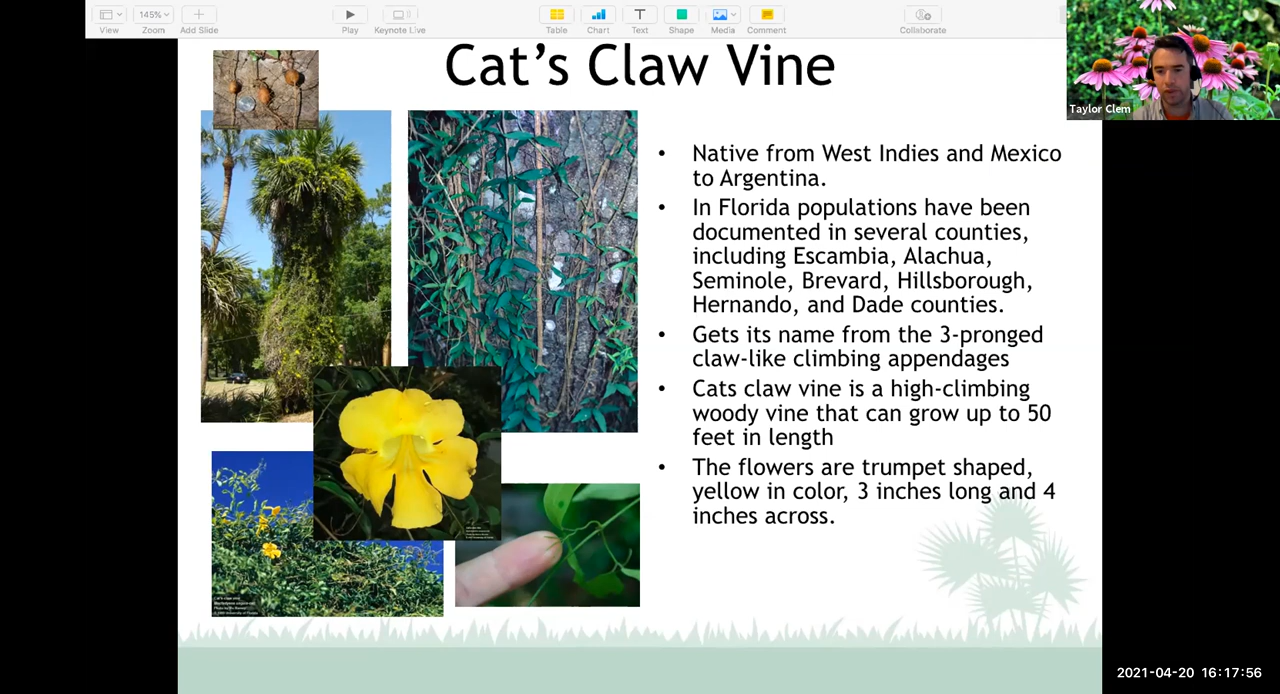 View
145%
Zoom
Add Slide
Play
Keynote Live
Table
Chart
Text
Shape
Media
Comment
Collaborate
Taylor Clem
Cat's Claw Vine
• Native from West Indies and Mexico
to Argentina.
• In Florida populations have been
documented in several counties,
including Escambia, Alachua,
Seminole, Brevard, Hillsborough,
Hernando, and Dade counties.
• Gets its name from the 3-pronged
claw-like climbing appendages
• Cats claw vine is a high-climbing
woody vine that can grow up to 50
feet in length
• The flowers are trumpet shaped,
yellow in color, 3 inches long and 4
inches across.
2021-04-20 16:17:56